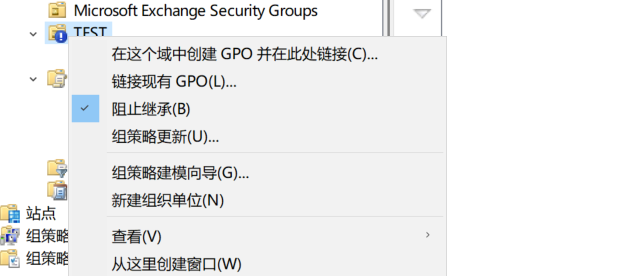 Microsoft Exchange Security Groups
TEST
在这个域中创建 GPO 并在此处链接(C)...
链接现有 GPO(L)...
阻止继承(B)
组策略更新(U)...
组策略建模向导(G)...
新建组织单位(N)
站点
查看(V)
组策略
从这里创建窗口(W)
组策略